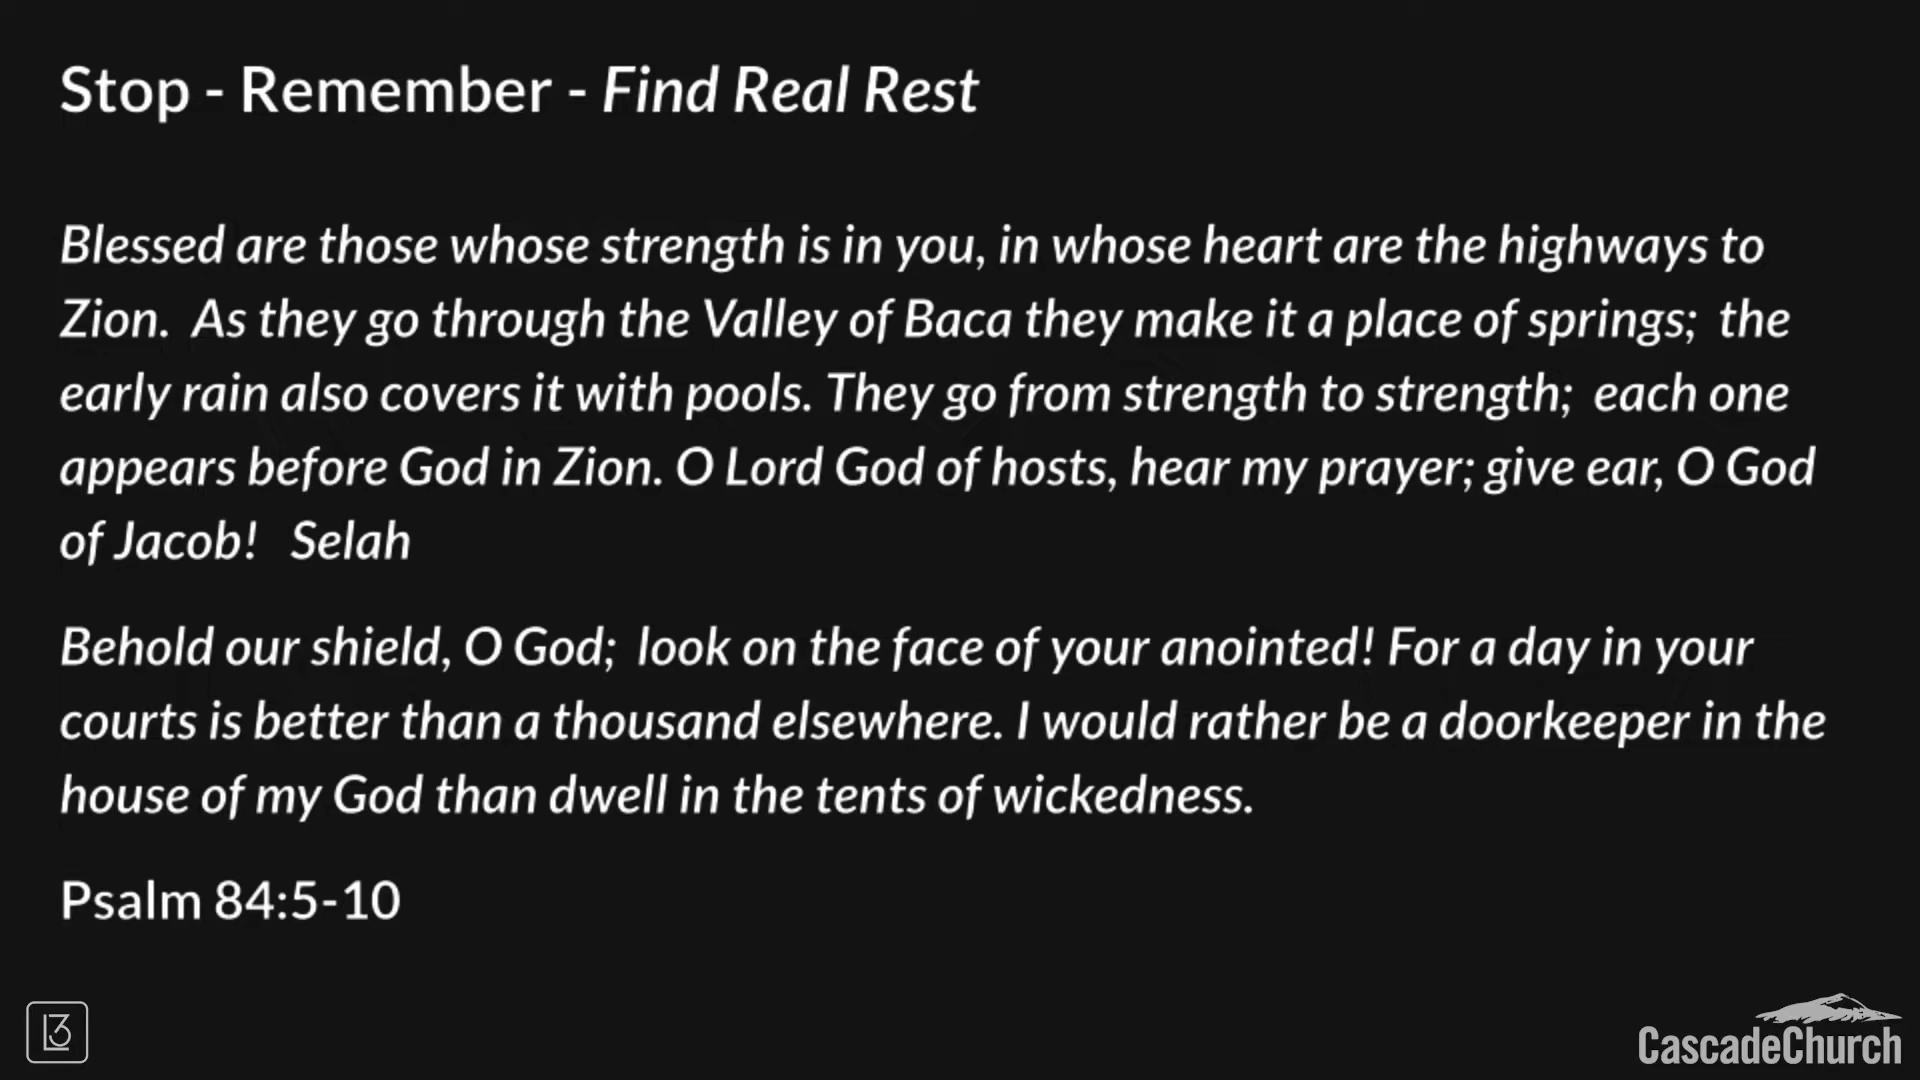 Stop - Remember - Find Real Rest
Blessed are those whose strength is in you, in whose heart are the highways to
Zion.  As they go through the Valley of Baca they make it a place of springs;  the
early rain also covers it with pools. They go from strength to strength;  each one
appears before God in Zion. O Lord God of hosts, hear my prayer; give ear, O God
of Jacob!   Selah
Behold our shield, O God;  look on the face of your anointed! For a day in your
courts is better than a thousand elsewhere. I would rather be a doorkeeper in the
house of my God than dwell in the tents of wickedness.
Psalm 84:5-10
L3
CascadeChurch